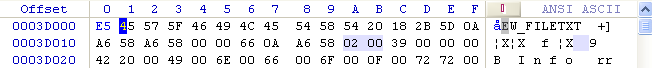 Offset 0 1 2 3 4 5 6 7 8 9 A B C D E F ANSI ASCII
0003D000 E5 45 57 5F 46 49 4C 45 54 58 54 20 18 2B 5D 0A åEW_FILETXT +]
0003D010 A6 58 A6 58 00 00 66 0A A6 58 02 00 39 00 00 00 ¦X¦X f ¦X 9
0003D020 42 20 00 49 00 6E 00 66 00 6F 00 0F 00 72 72 00 B I n f o rr